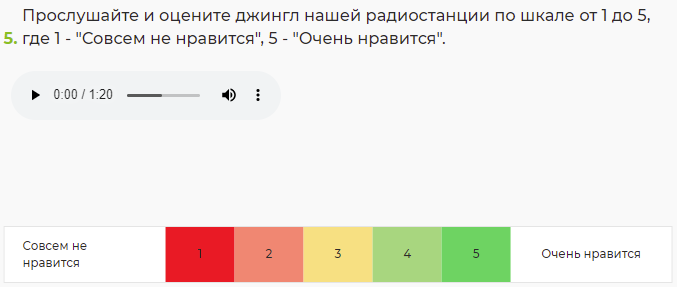 Прослушайте и оцените джингл нашей радиостанции по шкале от 1 до 5,
5. где 1 - "Совсем не нравится", 5 - "Очень нравится".
0:00 / 1:20
Совсем не
нравится
1 2 3 4 5 Очень нравится